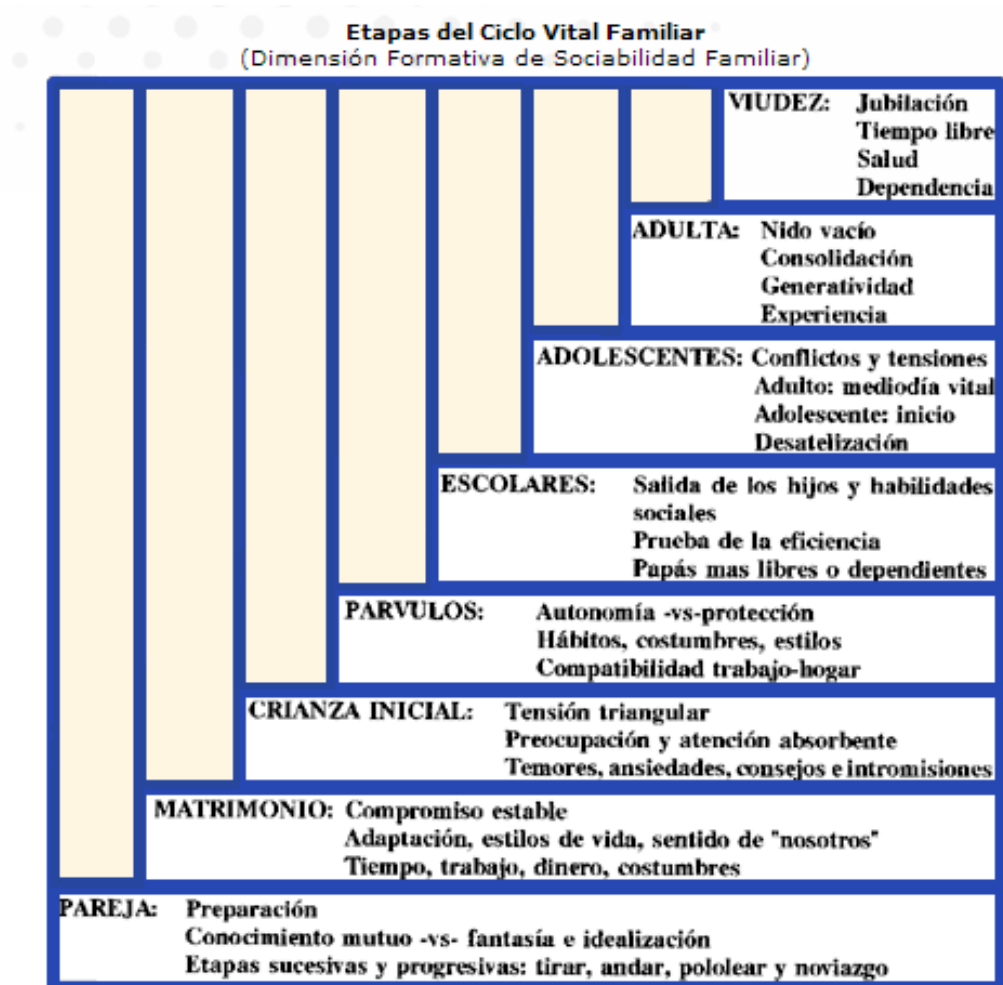 Etapas del Ciclo Vital Familiar
(Dimensión Formativa de Sociabilidad Familiar)
VIUDEZ: Jubilación
Tiempo libre
Salud
Dependencia
ADULTA: Nido vacío
Consolidación
Generatividad
Experiencia
ADOLESCENTES: Conflictos y tensiones
Adulto: mediodía vital
Adolescente: inicio
Desatelización
ESCOLARES: Salida de los hijos y habilidades
sociales
Prueba de la eficiencia
Papás mas libres o dependientes
PARVULOS: Autonomía -vs-protección
Hábitos, costumbres, estilos
Compatibilidad trabajo-hogar
CRIANZA INICIAL: Tensión triangular
Preocupación y atención absorbente
Temores, ansiedades, consejos e intromisiones
MATRIMONIO: Compromiso estable
Adaptación, estilos de vida, sentido de "nosotros"
Tiempo, trabajo, dinero, costumbres
PAREJA: Preparación
Conocimiento mutuo -vs- fantasía e idealización
Etapas sucesivas y progresivas: tirar, andar, pololear y noviazgo